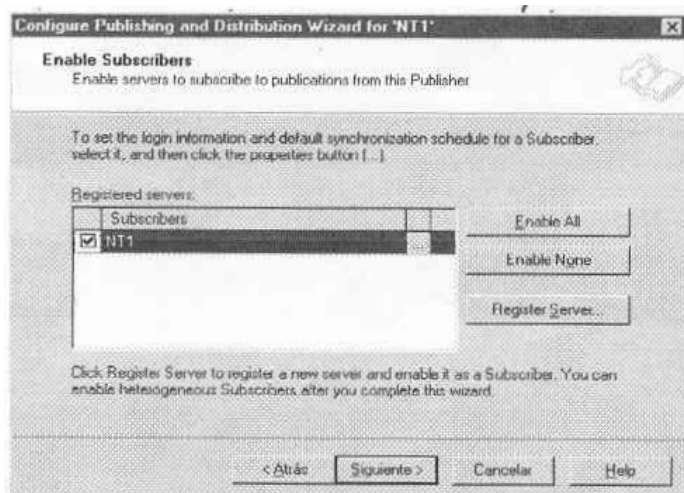 Configure Publishing and Distribution Wizard for 'NT1'
Enable Subscribers
Enable servers to subscribe to publications from this Publisher
To set the login information and default synchronization schedule for a Subscriber,
select it, and then click the properties button [...]
Registered servers:
Subscribers
NT1
Enable All
Enable None
Register Server...
Click Register Server to register a new server and enable it as a Subscriber. You can
enable heterogeneous Subscribers after you complete this wizard.
< Atrás
Siguiente >
Cancelar
Help